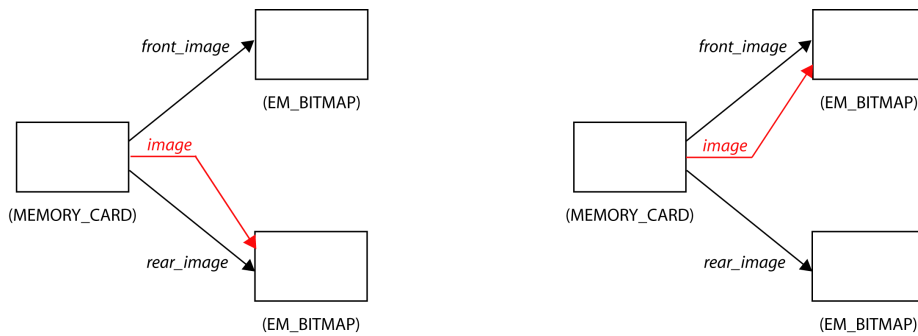 front_image
(EM_BITMAP)
image
(MEMORY_CARD)
rear_image
(EM_BITMAP)
front_image
(EM_BITMAP)
image
(MEMORY_CARD)
rear_image
(EM_BITMAP)